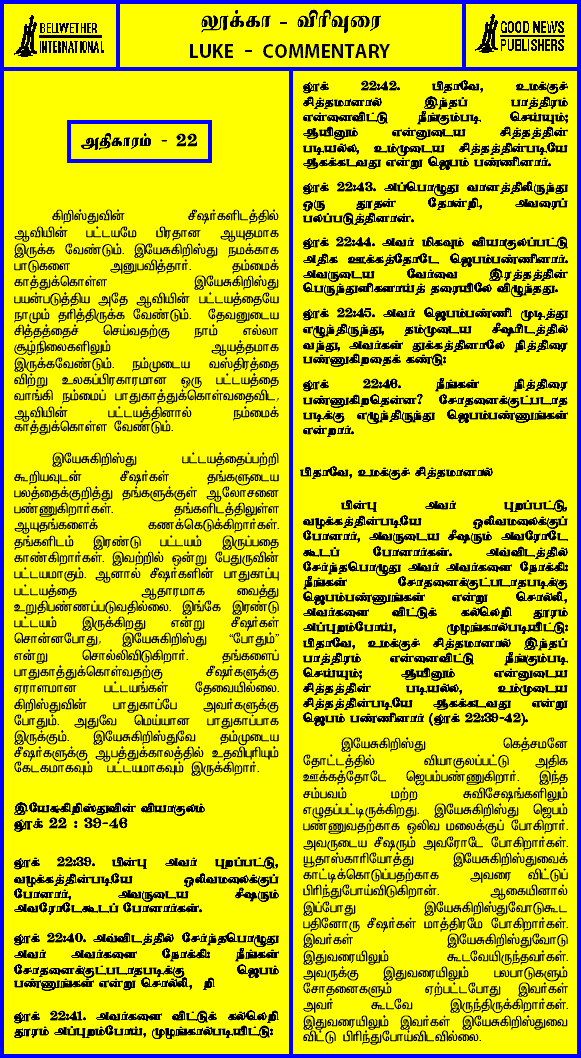 BELWETHER
INTERNATIONAL
லூக்கா - விரிவுரை
LUKE - COMMENTARY
GOOD NEWS
PUBLISHERS
அதிகாரம் - 22
கிறிஸ்துவின் சீஷர்களிடத்தில்
ஆவியின் பட்டயமே பிரதான ஆயுதமாக
இருக்க வேண்டும். இயேசுகிறிஸ்து நமக்காக
பாடுகளை அனுபவித்தார். தம்மைக்
காத்துக்கொள்ள இயேசுகிறிஸ்து
பயன்படுத்திய அதே ஆவியின் பட்டயத்தையே
நாமும் தரித்திருக்க வேண்டும். தேவனுடைய
சித்தத்தைச் செய்வதற்கு நாம் எல்லா
சூழ்நிலைகளிலும் ஆயத்தமாக
இருக்கவேண்டும். நம்முடைய வஸ்திரத்தை
விற்று உலகப்பிரகாரமான ஒரு பட்டயத்தை
வாங்கி நம்மைப் பாதுகாத்துக்கொள்வதைவிட,
ஆவியின் பட்டயத்தினால் நம்மைக்
காத்துக்கொள்ள வேண்டும்.
இயேசுகிறிஸ்து பட்டயத்தைப்பற்றி
கூறியவுடன் சீஷர்கள் தங்களுடைய
பலத்தைக்குறித்து தங்களுக்குள் ஆலோசனை
பண்ணுகிறார்கள். தங்களிடத்திலுள்ள
ஆயுதங்களைக் கணக்கெடுக்கிறார்கள்.
தங்களிடம் இரண்டு பட்டயம் இருப்பதை
காண்கிறார்கள். இவற்றில் ஒன்று பேதுருவின்
பட்டயமாகும். ஆனால் சீஷர்களின் பாதுகாப்பு
பட்டயத்தை ஆதாரமாக வைத்து
உறுதிபண்ணப்படுவதில்லை. இங்கே இரண்டு
பட்டயம் இருக்கிறது என்று சீஷர்கள்
சொன்னபோது, இயேசுகிறிஸ்து “போதும்”
என்று சொல்லிவிடுகிறார். தங்களைப்
பாதுகாத்துக்கொள்வதற்கு சீஷர்களுக்கு
ஏராளமான பட்டயங்கள் தேவையில்லை.
கிறிஸ்துவின் பாதுகாப்பே அவர்களுக்கு
போதும். அதுவே மெய்யான பாதுகாப்பாக
இருக்கும். இயேசுகிறிஸ்துவே தம்முடைய
சீஷர்களுக்கு ஆபத்துக்காலத்தில் உதவிபுரியும்
கேடகமாகவும் பட்டயமாகவும் இருக்கிறார்.
இயேசுகிறிஸ்துவின் வியாகுலம்
லூக் 22 : 39-46
லூக் 22:39. பின்பு அவர் புறப்பட்டு,
வழக்கத்தின்படியே ஒலிவமலைக்குப்
போனார், அவருடைய சீஷரும்
அவரோடேகூடப் போனார்கள்.
லூக் 22:40. அவ்விடத்தில் சேர்ந்தபொழுது
அவர் அவர்களை நோக்கி: நீங்கள்
சோதனைக்குட்படாதபடிக்கு ஜெபம்
பண்ணுங்கள் என்று சொல்லி, றி
லூக் 22:41. அவர்களை விட்டுக் கல்லெறி
தூரம் அப்புறம்போய், முழங்கால்படியிட்டு:
லூக் 22:42. பிதாவே, உமக்குச்
சித்தமானால் இந்தப் பாத்திரம்
என்னைவிட்டு நீங்கும்படி செய்யும்;
ஆயினும் என்னுடைய சித்தத்தின்
படியல்ல, உம்முடைய சித்தத்தின்படியே
ஆகக்கடவது என்று ஜெபம் பண்ணினார்.
லூக் 22:43. அப்பொழுது வானத்திலிருந்து
ஒரு தூதன் தோன்றி, அவரைப்
பலப்படுத்தினான்.
லூக் 22:44. அவர் மிகவும் வியாகுலப்பட்டு
அதிக ஊக்கத்தோடே ஜெபம்பண்ணினார்.
அவருடைய வேர்வை இரத்தத்தின்
பெருந்துளிகளாய்த் தரையிலே விழுந்தது.
லூக் 22:45. அவர் ஜெபம்பண்ணி முடித்து
எழுந்திருந்து, தம்முடைய சீஷரிடத்தில்
வந்து, அவர்கள் துக்கத்தினாலே நித்திரை
பண்ணுகிறதைக் கண்டு:
லூக் 22:46. நீங்கள் நித்திரை
பண்ணுகிறதென்ன? சோதனைக்குட்படாத
படிக்கு எழுந்திருந்து ஜெபம்பண்ணுங்கள்
என்றார்.
பிதாவே, உமக்குச் சித்தமானால்
பின்பு அவர் புறப்பட்டு,
வழக்கத்தின்படியே ஒலிவமலைக்குப்
போனார், அவருடைய சீஷரும் அவரோடே
கூடப் போனார்கள். அவ்விடத்தில்
சேர்ந்தபொழுது அவர் அவர்களை நோக்கி:
நீங்கள் சோதனைக்குட்படாதபடிக்கு
ஜெபம்பண்ணுங்கள் என்று சொல்லி,
அவர்களை விட்டுக் கல்லெறி தூரம்
அப்புறம்போய், முழங்கால்படியிட்டு:
பிதாவே, உமக்குச் சித்தமானால் இந்தப்
பாத்திரம் என்னைவிட்டு நீங்கும்படி
செய்யும்; ஆயினும் என்னுடைய
சித்தத்தின் படியல்ல, உம்முடைய
சித்தத்தின்படியே ஆகக்கடவது என்று
ஜெபம் பண்ணினார் (லூக் 22:39-42).
இயேசுகிறிஸ்து கெத்சமனே
தோட்டத்தில் வியாகுலப்பட்டு அதிக
ஊக்கத்தோடே ஜெபம்பண்ணுகிறார். இந்த
சம்பவம் மற்ற சுவிசேஷங்களிலும்
எழுதப்பட்டிருக்கிறது. இயேசுகிறிஸ்து ஜெபம்
பண்ணுவதற்காக ஒலிவ மலைக்குப் போகிறார்.
அவருடைய சீஷரும் அவரோடே போகிறார்கள்.
யூதாஸ்காரியோத்து இயேசுகிறிஸ்துவைக்
காட்டிக்கொடுப்பதற்காக அவரை விட்டுப்
பிரிந்துபோய்விடுகிறான். ஆகையினால்
இப்போது இயேசுகிறிஸ்துவோடுகூட
பதினோரு சீஷர்கள் மாத்திரமே போகிறார்கள்.
இவர்கள் இயேசுகிறிஸ்துவோடு
இதுவரையிலும் கூடவேயிருந்தவர்கள்.
அவருக்கு இதுவரையிலும் பலபாடுகளும்
சோதனைகளும் ஏற்பட்டபோது இவர்கள்
அவர் கூடவே இருந்திருக்கிறார்கள்.
இதுவரையிலும் இவர்கள் இயேசுகிறிஸ்துவை
விட்டு பிரிந்துபோய்விடவில்லை.